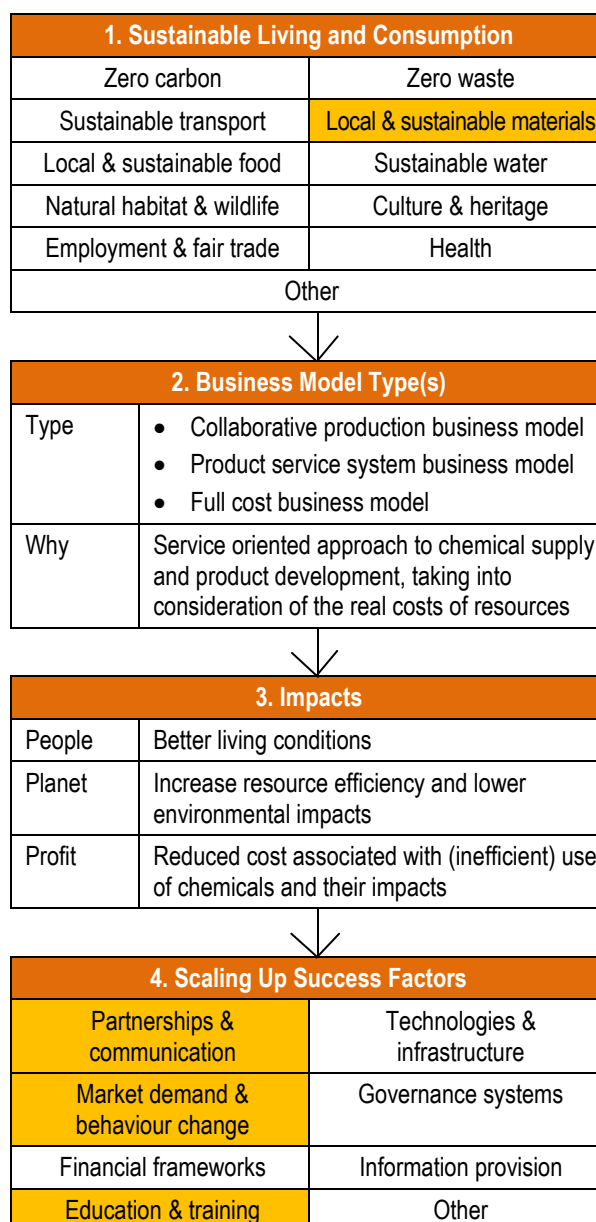 1. Sustainable Living and Consumption
Zero carbon
Zero waste
Sustainable transport
Local & sustainable materials
Local & sustainable food
Sustainable water
Natural habitat & wildlife
Culture & heritage
Employment & fair trade
Health
Other
2. Business Model Type(s)
Type
• Collaborative production business model
• Product service system business model
• Full cost business model
Why
Service oriented approach to chemical supply
and product development, taking into
consideration of the real costs of resources
3. Impacts
People
Better living conditions
Planet
Increase resource efficiency and lower
environmental impacts
Profit
Reduced cost associated with (inefficient) use
of chemicals and their impacts
4. Scaling Up Success Factors
Partnerships &
communication
Technologies &
infrastructure
Market demand &
behaviour change
Governance systems
Financial frameworks
Information provision
Education & training
Other